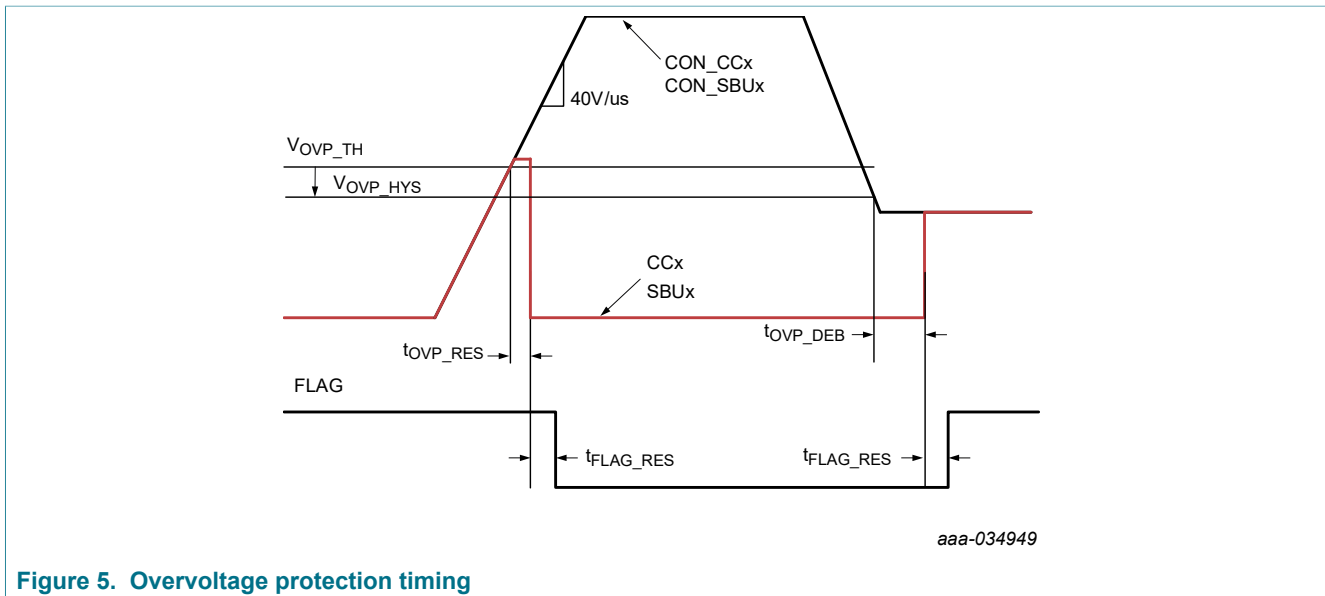 CON_CCx
CON_SBUx
40V/us
VOVP_TH
VOVP_HYS
CCx
SBUx
tOVP_RES
tOVP_DEB
FLAG
tFLAG_RES
tFLAG_RES
aaa-034949
Figure 5. Overvoltage protection timing